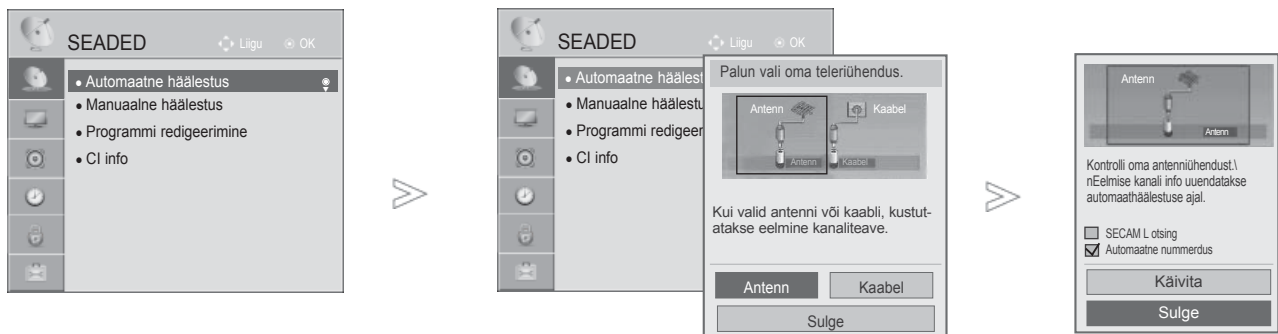 SEADED
Liigu
OK
● Automaatne häälestus
● Manuaalne häälestus
● Programmi redigeerimine
● CI info
>>
SEADED
Liigu
OK
● Automaatne häälest
● Manuaalne häälestu
● Programmi redigeer
● CI info
Palun vali oma teleriühendus.
Antenn
Kaabel
Antenn
Kaabel
Kui valid antenni või kaabli, kustut-
atakse eelmine kanaliteave.
Antenn
Kaabel
Sulge
>>
Antenn
Antenn
Kontrolli oma antenniühendust.\
nEelmise kanali info uuendatakse
automaathäälestuse ajal.
SECAM L otsing
Automaatne nummerdus
Käivita
Sulge